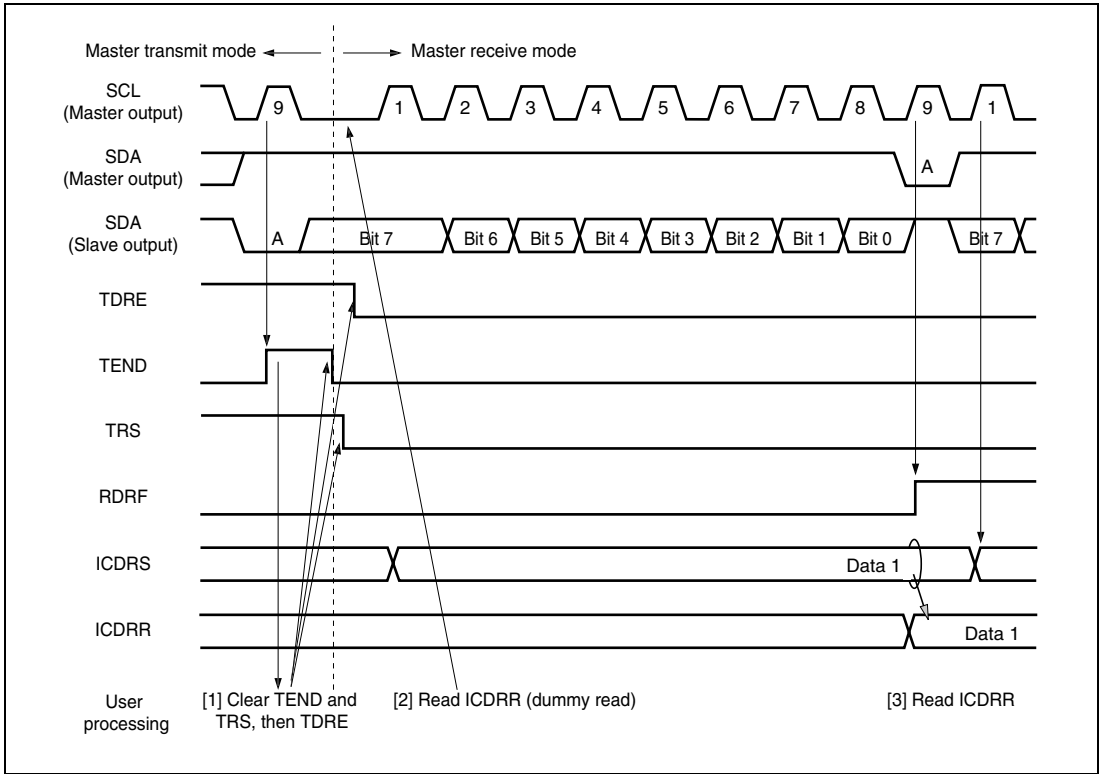 Master transmit mode
Master receive mode
SCL
(Master output)
9
1
2
3
4
5
6
7
8
9
1
SDA
(Master output)
A
SDA
(Slave output)
A
Bit 7
Bit 6
Bit 5
Bit 4
Bit 3
Bit 2
Bit 1
Bit 0
Bit 7
TDRE
TEND
TRS
RDRF
ICDRS
Data 1
ICDRR
Data 1
User
processing
[1] Clear TEND and
TRS, then TDRE
[2] Read ICDRR (dummy read)
[3] Read ICDRR